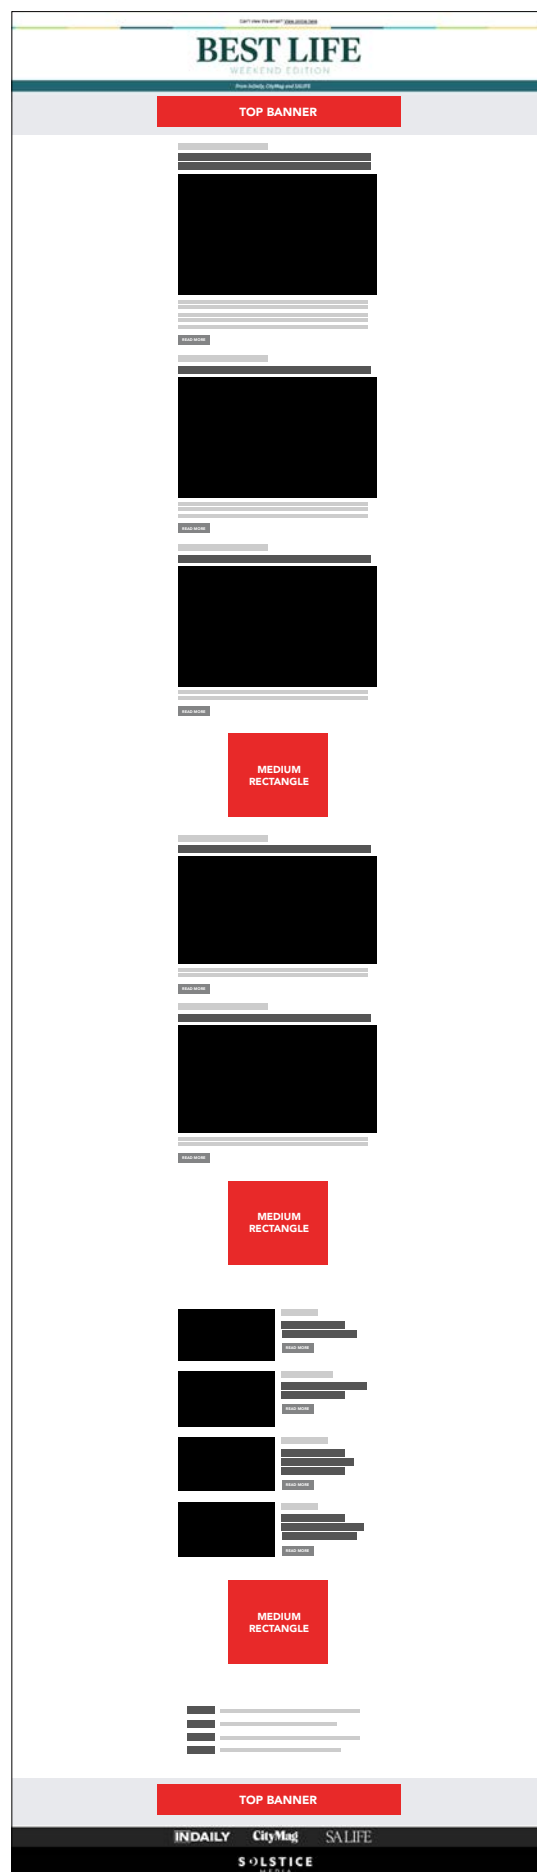 Can't view this email? View online here
BEST LIFE
WEEKEND EDITION
From InDaily, CityMag and SALIFE
TOP BANNER
READ MORE
READ MORE
READ MORE
MEDIUM
RECTANGLE
READ MORE
READ MORE
MEDIUM
RECTANGLE
READ MORE
READ MORE
READ MORE
READ MORE
MEDIUM
RECTANGLE
TOP BANNER
INDAILY CityMag SALIFE
SOLSTICE
MEDIA